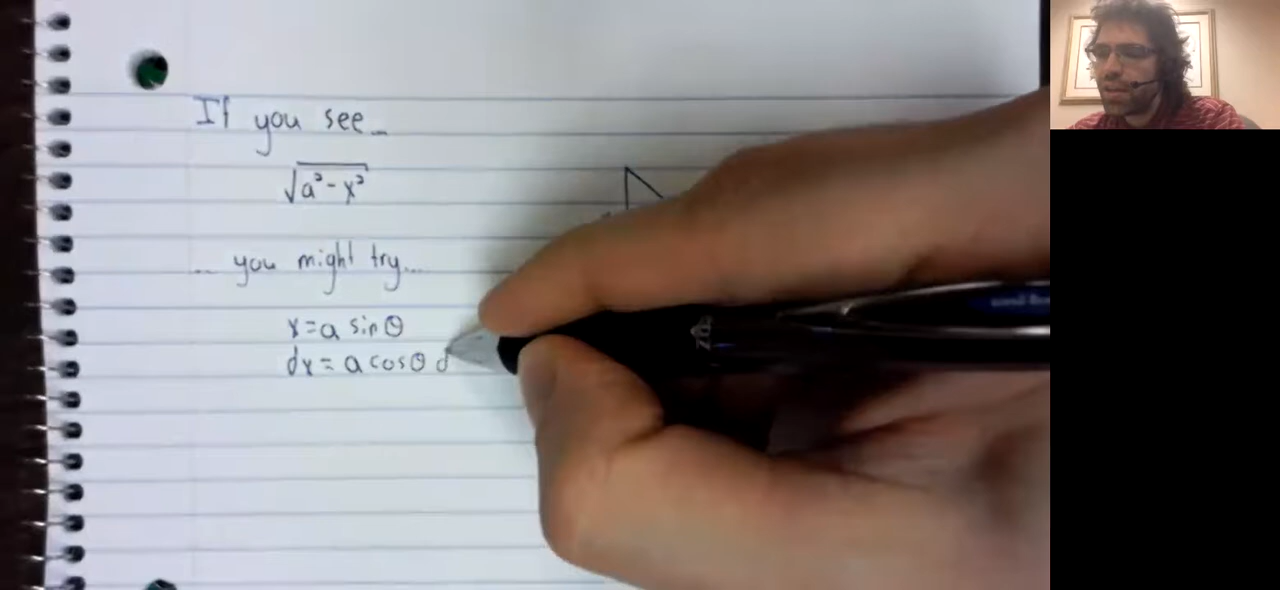 If you see...
√a² - x²
... you might try...
x = a sin θ
dx = a cos θ d